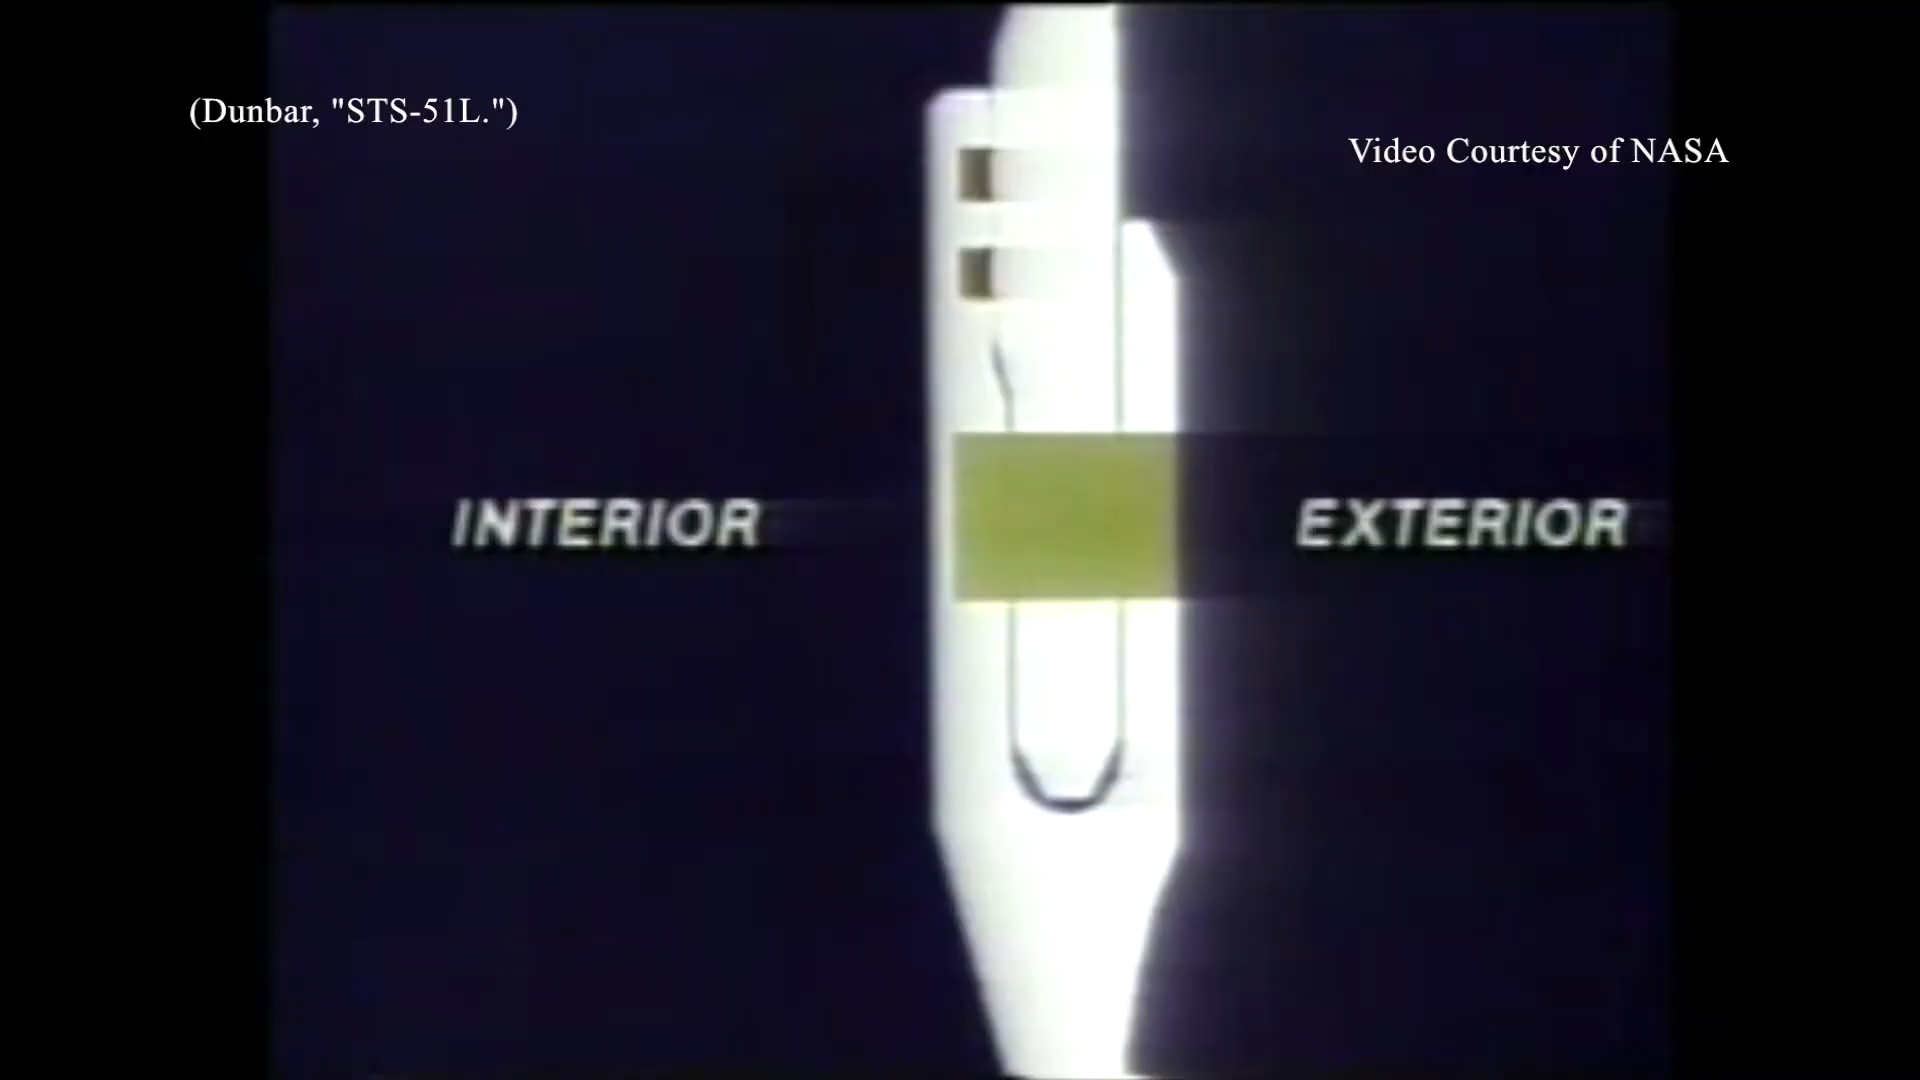 (Dunbar, "STS-51L.")
Video Courtesy of NASA
INTERIOR
EXTERIOR